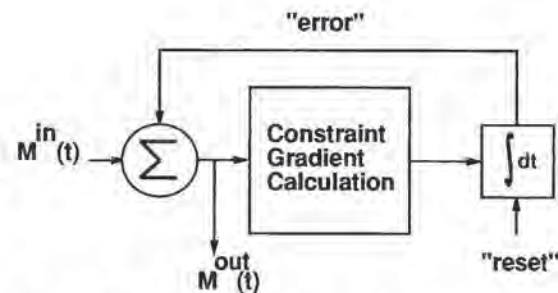 "error"
M^in(t)
Σ
Constraint
Gradient
Calculation
∫dt
"reset"
M^out(t)